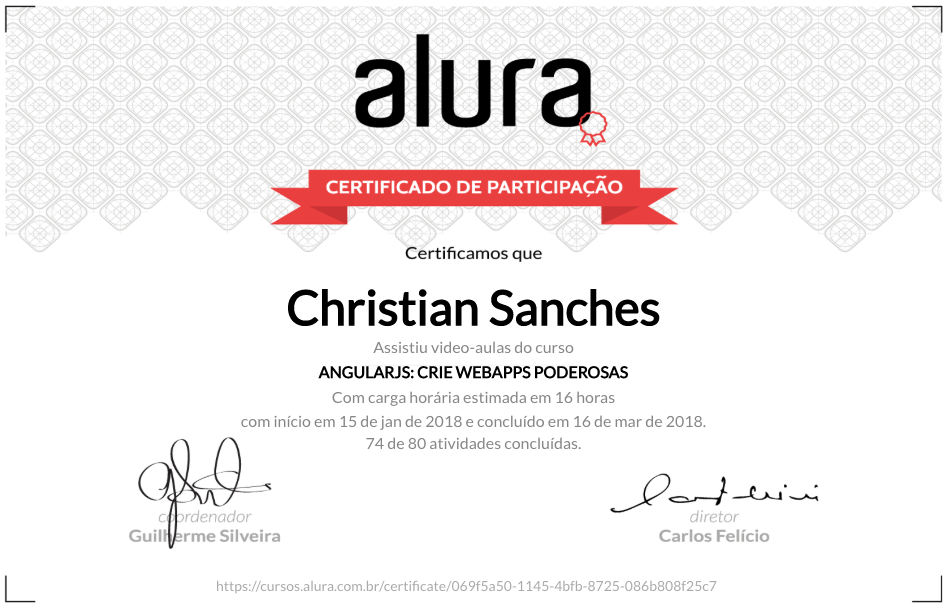 alura
CERTIFICADO DE PARTICIPAÇÃO
Certificamos que
Christian Sanches
Assistiu video-aulas do curso
ANGULARJS: CRIE WEBAPPS PODEROSAS
Com carga horária estimada em 16 horas
com início em 15 de jan de 2018 e concluído em 16 de mar de 2018.
74 de 80 atividades concluídas.
coordenador
Guilherme Silveira
diretor
Carlos Felício
https://cursos.alura.com.br/certificate/069f5a50-1145-4bfb-8725-086b808f25c7